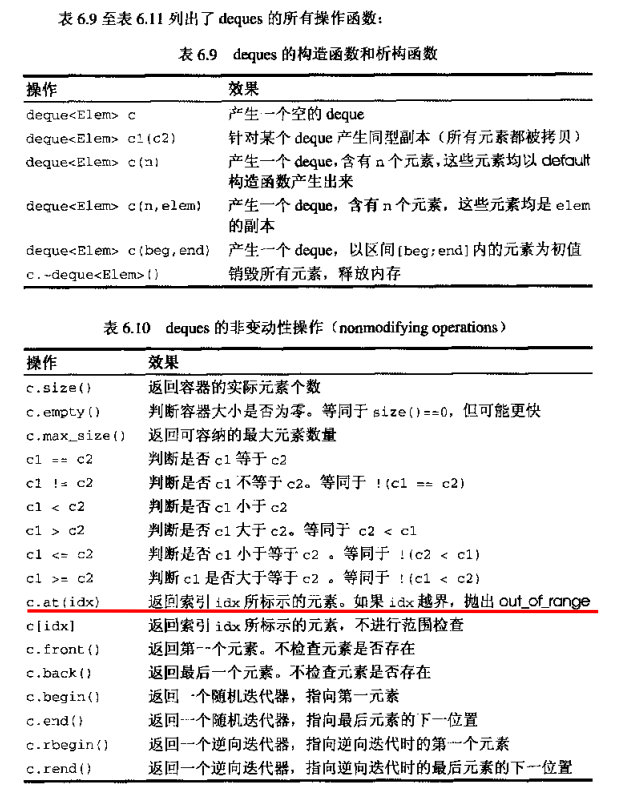 表 6.9 至表 6.11 列出了 deques 的所有操作函数：
表 6.9 deques 的构造函数和析构函数
操作 效果
deque<Elem> c 产生一个空的 deque
deque<Elem> c1(c2) 针对某个 deque 产生同型副本（所有元素都被拷贝）
deque<Elem> c(n) 产生一个 deque，含有 n 个元素，这些元素均以 default
构造函数产生出来
deque<Elem> c(n,elem) 产生一个 deque，含有 n 个元素，这些元素均是 elem
的副本
deque<Elem> c(beg,end) 产生一个 deque，以区间[beg;end]内的元素为初值
c.~deque<Elem>() 销毁所有元素，释放内存
表 6.10 deques 的非变动性操作（nonmodifying operations）
操作 效果
c.size() 返回容器的实际元素个数
c.empty() 判断容器大小是否为零。等同于 size()==0，但可能更快
c.max_size() 返回可容纳的最大元素数量
c1 == c2 判断是否 c1 等于 c2
c1 != c2 判断是否 c1 不等于 c2。等同于 !(c1 == c2)
c1 < c2 判断是否 c1 小于 c2
c1 > c2 判断是否 c1 大于 c2。等同于 c2 < c1
c1 <= c2 判断是否 c1 小于等于 c2 。等同于 !(c2 < c1)
c1 >= c2 判断 c1 是否大于等于 c2 。等同于 !(c1 < c2)
c.at(idx) 返回索引 idx 所标示的元素。如果 idx 越界，抛出 out_of_range
c[idx] 返回索引 idx 所标示的元素，不进行范围检查
c.front() 返回第一个元素。不检查元素是否存在
c.back() 返回最后一个元素。不检查元素是否存在
c.begin() 返回一个随机迭代器，指向第一元素
c.end() 返回一个随机迭代器，指向最后元素的下一位置
c.rbegin() 返回一个逆向迭代器，指向逆向迭代时的第一个元素
c.rend() 返回一个逆向迭代器，指向逆向迭代时的最后元素的下一位置